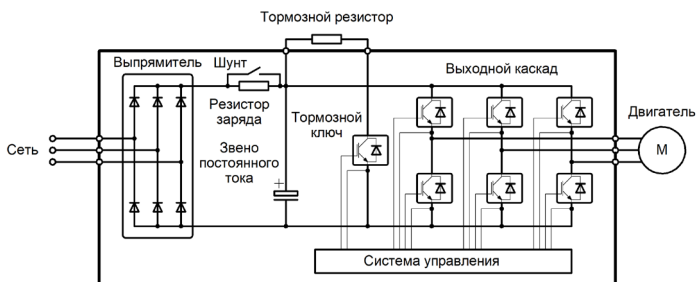 Тормозной резистор
Выпрямитель
Шунт
Выходной каскад
Резистор
заряда
Тормозной
ключ
Двигатель
Сеть
Звено
постоянного
тока
M
+
Система управления